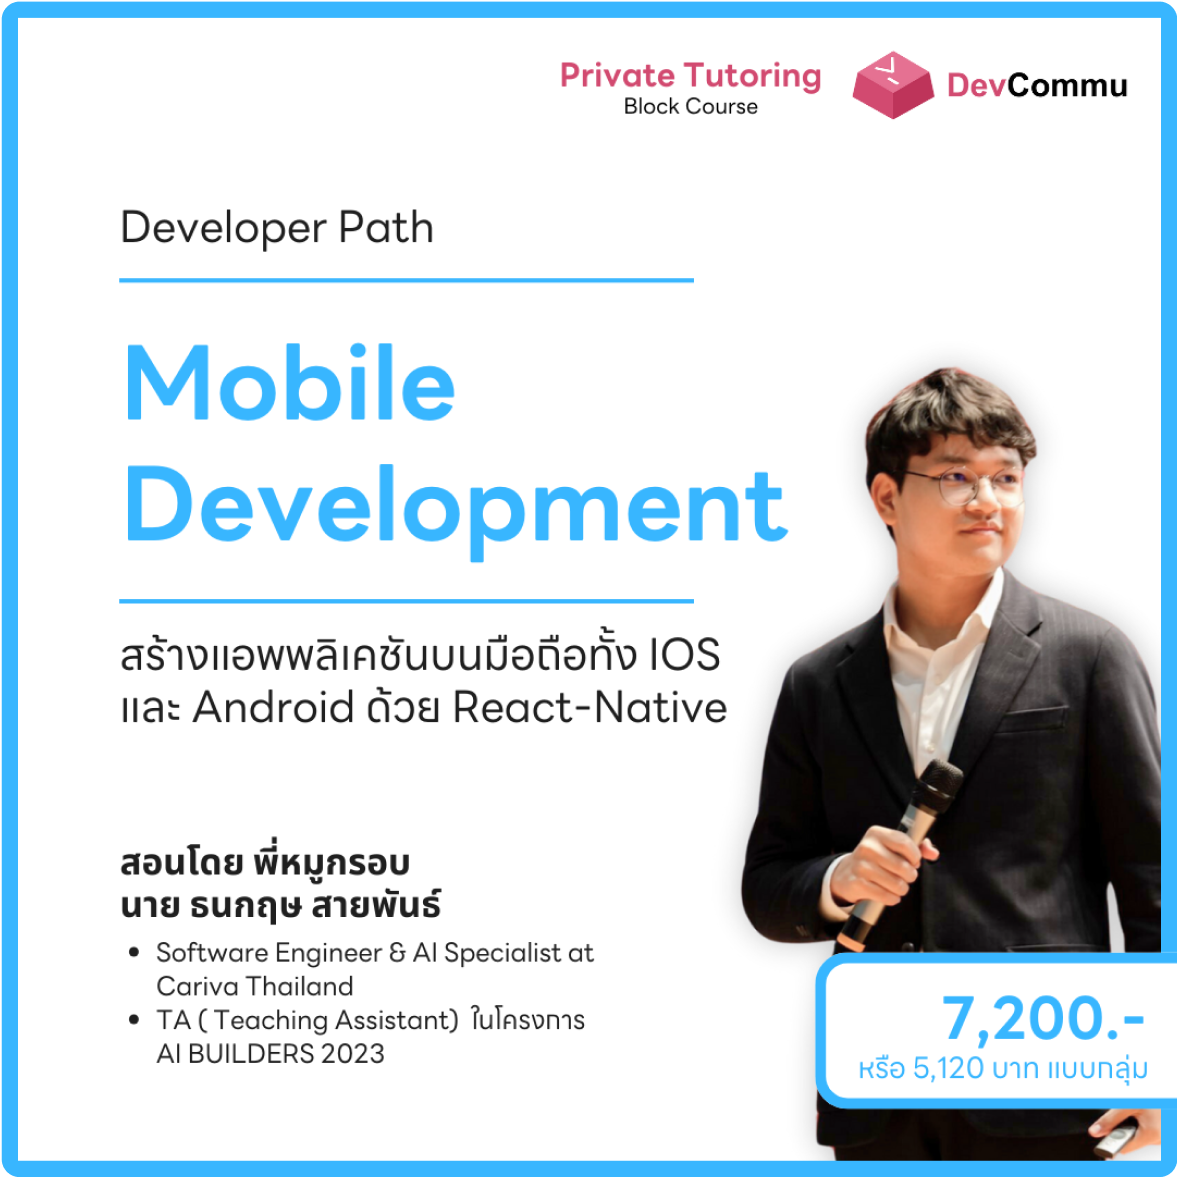 Private Tutoring
Block Course
DevCommu
Developer Path
Mobile
Development
สร้างแอพพลิเคชันบนมือถือทั้ง IOS
และ Android ด้วย React-Native
สอนโดย พี่หมูกรอบ
นาย ธนกฤษ สายพันธ์
• Software Engineer & AI Specialist at
Cariva Thailand
• TA ( Teaching Assistant) ในโครงการ
AI BUILDERS 2023
7,200.-
หรือ 5,120 บาท แบบกลุ่ม